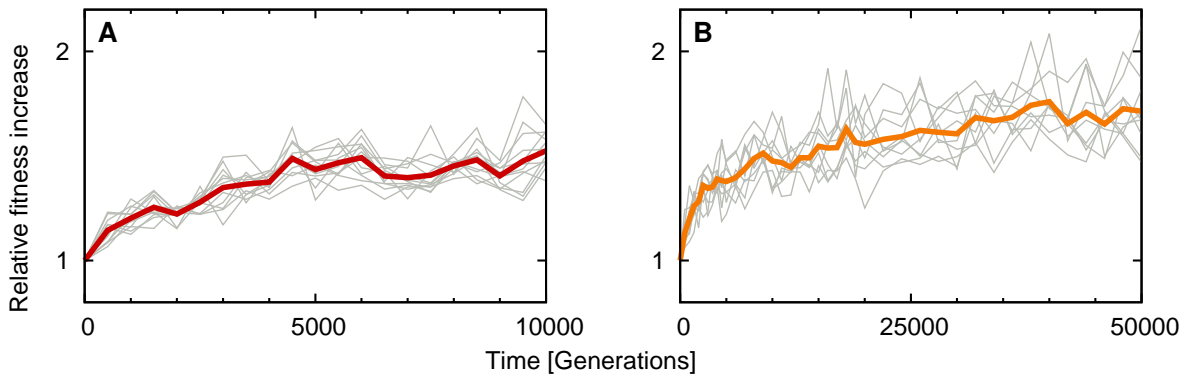 A
B
Relative fitness increase
2
1
2
1
0
5000
10000
0
25000
50000
Time [Generations]